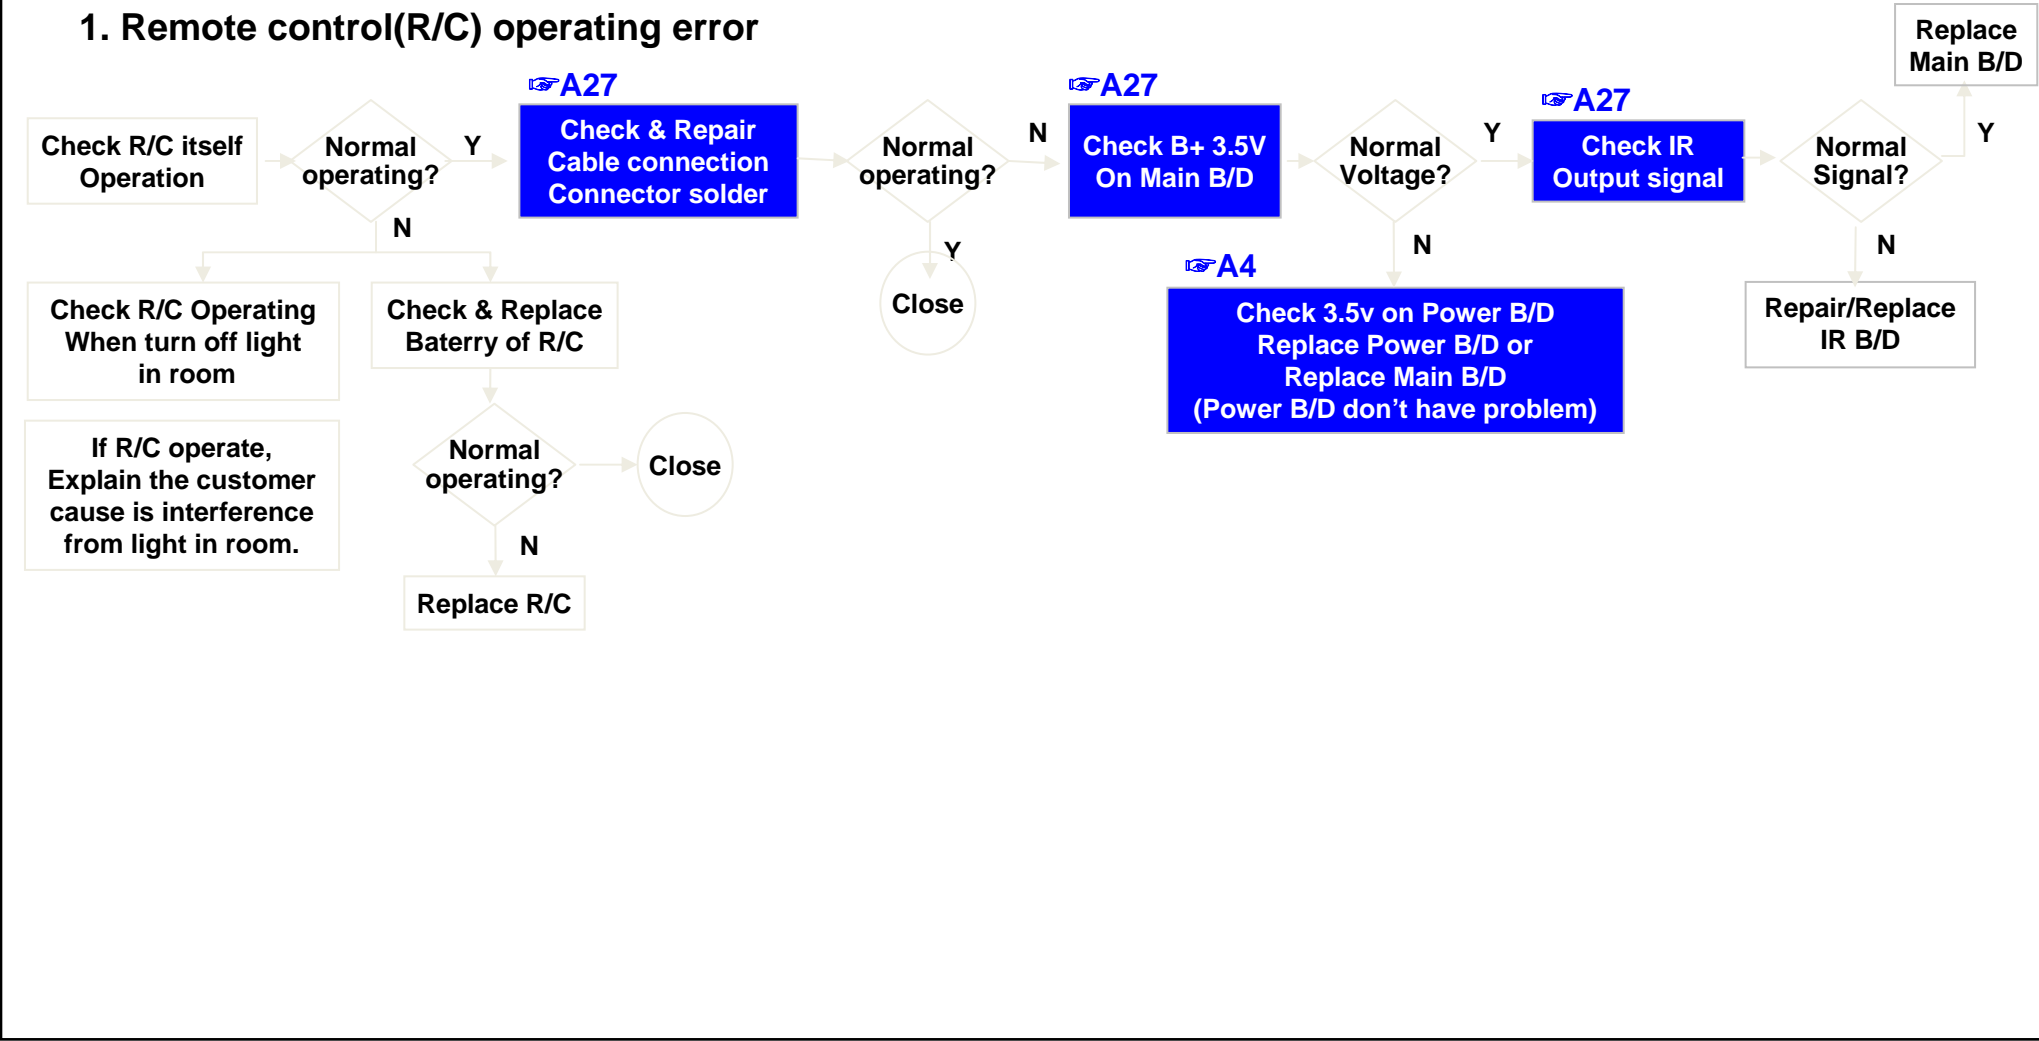 1. Remote control(R/C) operating error
Replace
Main B/D
☞A27
☞A27
☞A27
Check R/C itself
Operation
Normal
operating?
Y
Check & Repair
Cable connection
Connector solder
Normal
operating?
N
Check B+ 3.5V
On Main B/D
Normal
Voltage?
Y
Check IR
Output signal
Normal
Signal?
Y
N
Y
Close
N
N
☞A4
Check R/C Operating
When turn off light
in room
Check & Replace
Baterry of R/C
Check 3.5v on Power B/D
Replace Power B/D or
Replace Main B/D
(Power B/D don’t have problem)
Repair/Replace
IR B/D
If R/C operate,
Explain the customer
cause is interference
from light in room.
Normal
operating?
Close
N
Replace R/C